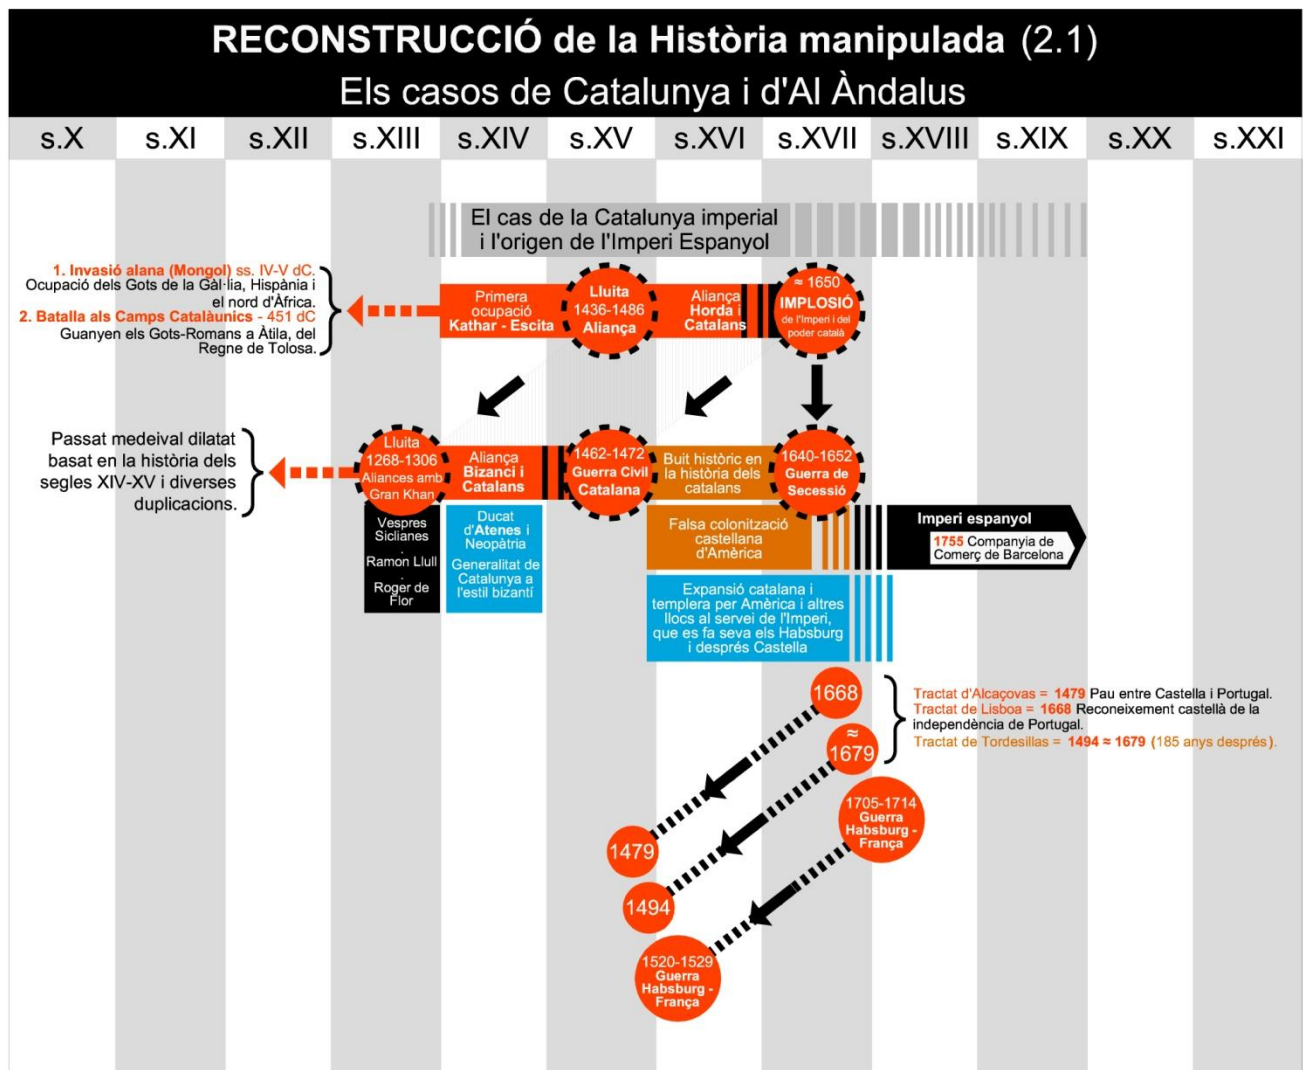 RECONSTRUCCIÓ de la Història manipulada (2.1)
Els casos de Catalunya i d'Al Àndalus
s.X s.XI s.XII s.XIII s.XIV s.XV s.XVI s.XVII s.XVIII s.XIX s.XX s.XXI
El cas de la Catalunya imperial
i l'origen de l'Imperi Espanyol
1. Invasió alana (Mongol) ss. IV-V dC.
Ocupació dels Gots de la Gàl·lia, Hispània i
el nord d'Àfrica.
2. Batalla als Camps Catalàunics - 451 dC
Guanyen els Gots-Romans a Àtila, del
Regne de Tolosa.
Primera
ocupació
Kathar - Escita
Lluita
1436-1486
Aliança
Aliança
Horda i
Catalans
≈ 1650
IMPLOSIÓ
de l'Imperi i del
poder català
Passat medeival dilatat
basat en la història dels
segles XIV-XV i diverses
duplicacions.
Lluita
1268-1306
Aliances amb
Gran Khan
Aliança
Bizanci i
Catalans
1462-1472
Guerra Civil
Catalana
Buit històric en
la història dels
catalans
1640-1652
Guerra de
Secessió
Vespres
Sicilianes
.
Ramon Llull
.
Roger de
Flor
Ducat
d'Atenes i
Neopàtria
Generalitat de
Catalunya a
l'estil bizantí
Falsa colonització
castellana
d'Amèrica
Imperi espanyol
1755 Companyia de
Comerç de Barcelona
Expansió catalana i
templera per Amèrica i altres
llocs al servei de l'Imperi,
que es fa seva els Habsburg
i després Castella
1668
≈
1679
Tractat d'Alcaçovas = 1479 Pau entre Castella i Portugal.
Tractat de Lisboa = 1668 Reconeixement castellà de la
independència de Portugal.
Tractat de Tordesillas = 1494 ≈ 1679 (185 anys després).
1705-1714
Guerra
Habsburg -
França
1479
1494
1520-1529
Guerra
Habsburg -
França